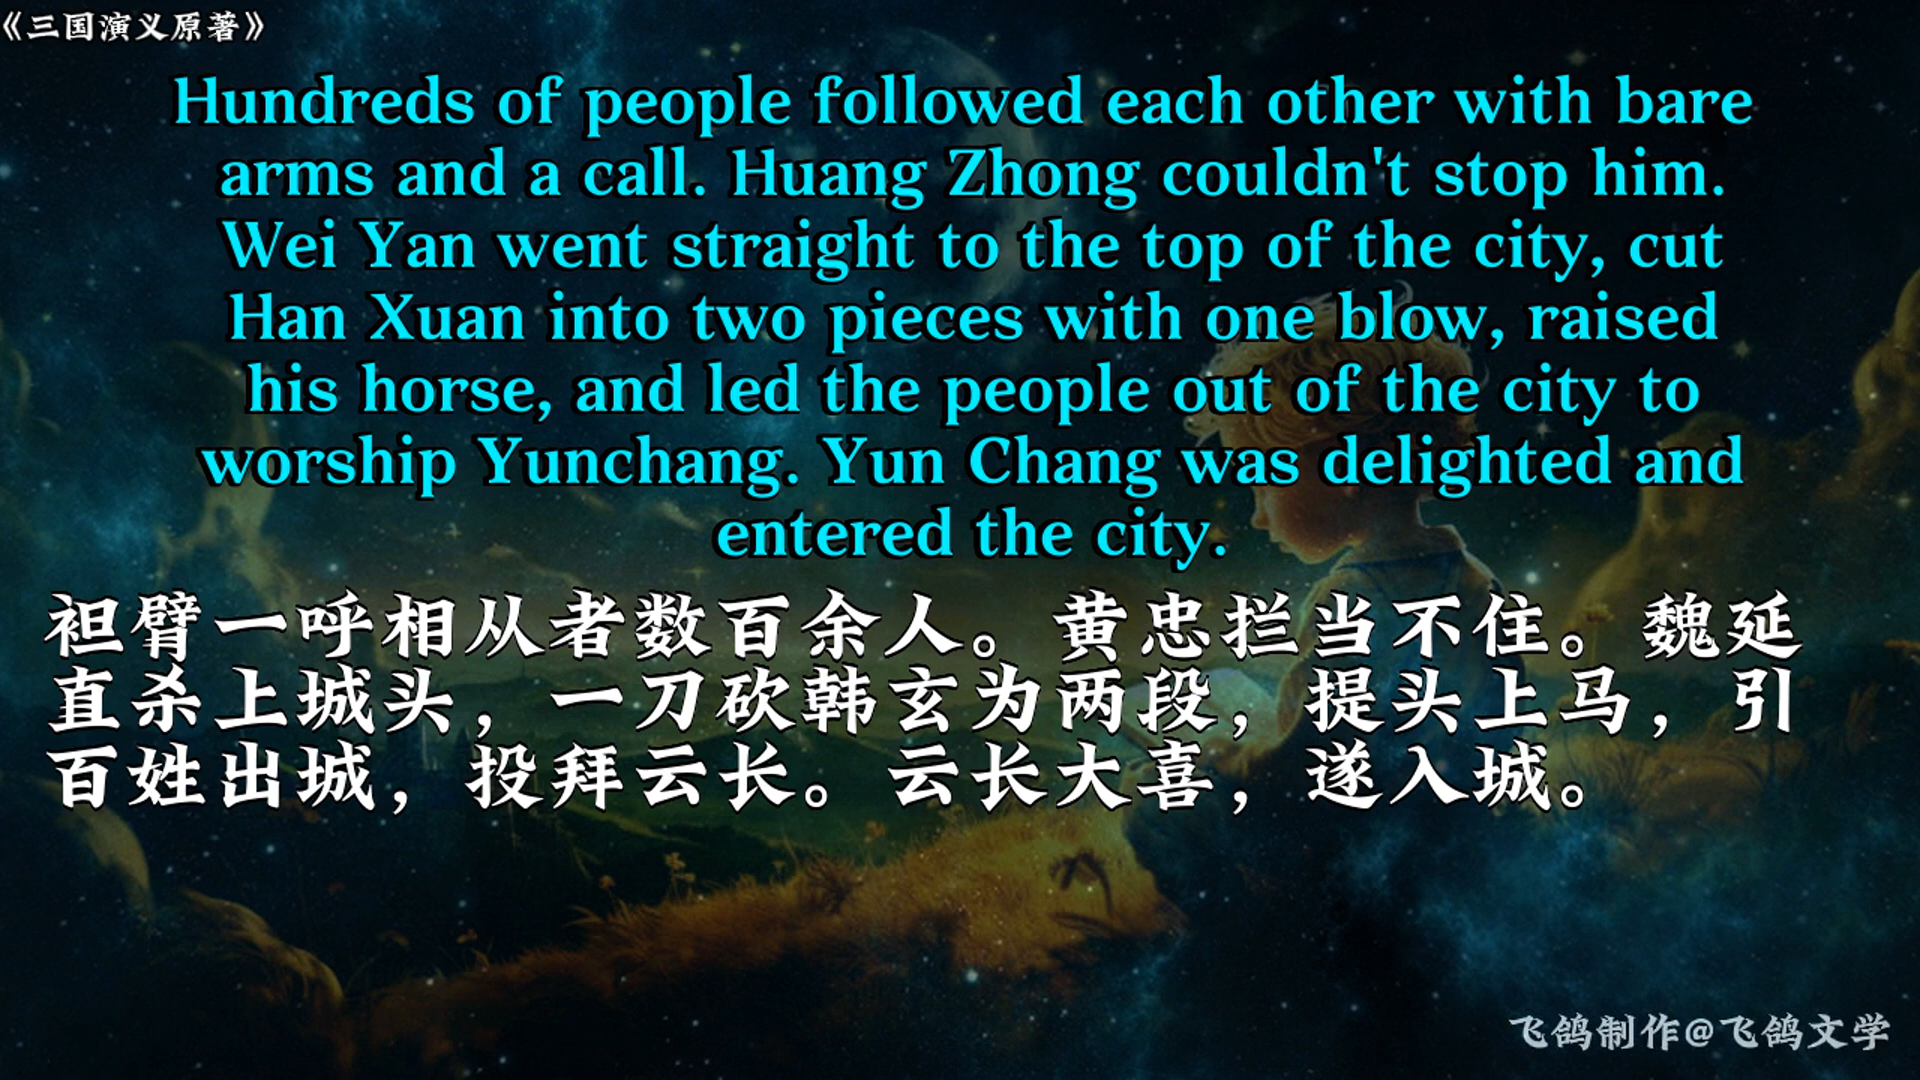 《三国演义原著》
Hundreds of people followed each other with bare
arms and a call. Huang Zhong couldn't stop him.
Wei Yan went straight to the top of the city, cut
Han Xuan into two pieces with one blow, raised
his horse, and led the people out of the city to
worship Yunchang. Yun Chang was delighted and
entered the city.
袒臂一呼相从者数百余人。黄忠拦当不住。魏延
直杀上城头，一刀砍韩玄为两段，提头上马，引
百姓出城，投拜云长。云长大喜，遂入城。
飞鸽制作@飞鸽文学